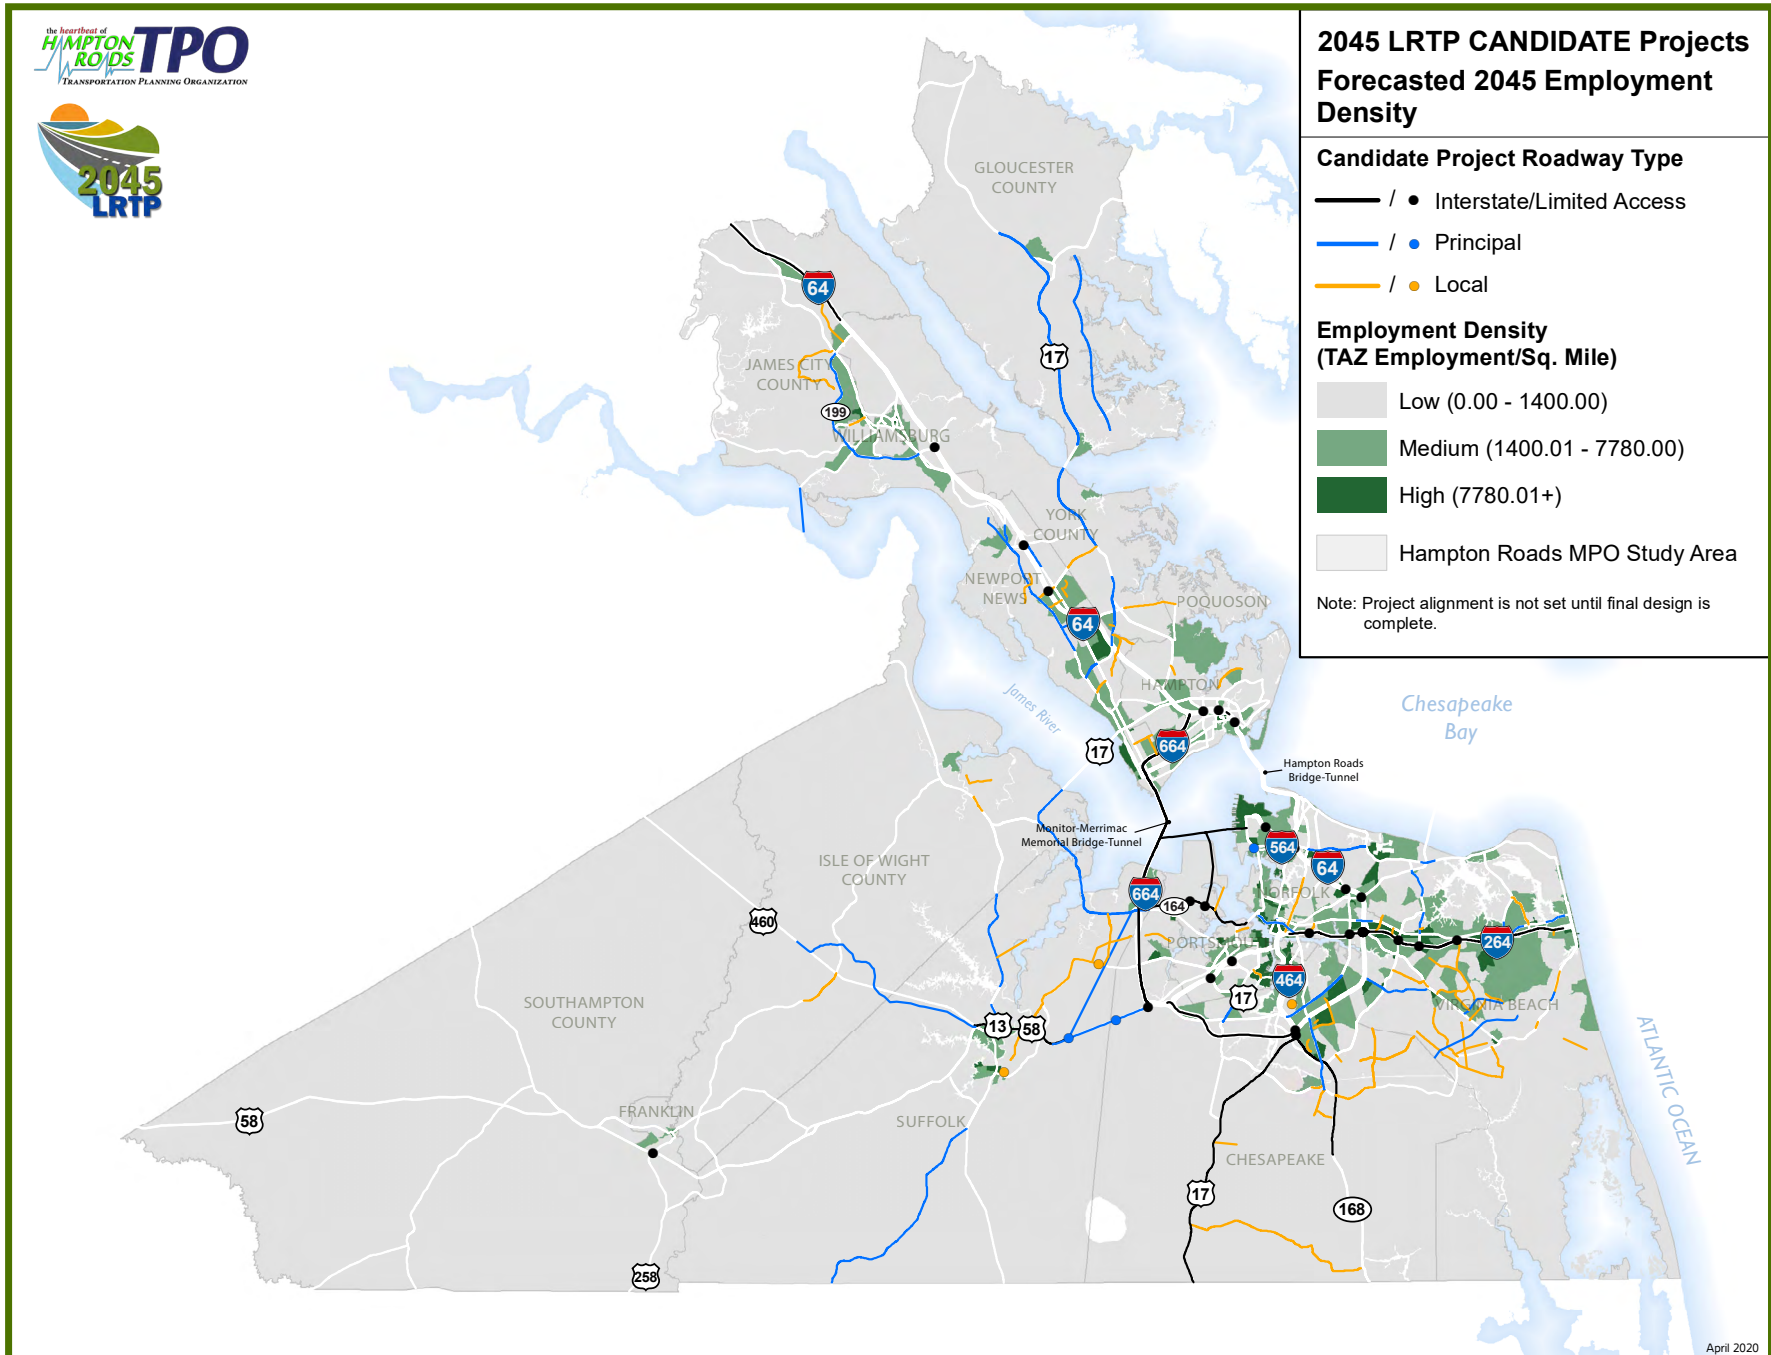 the heartbeat of
HAMPTON
ROADS
TPO
TRANSPORTATION PLANNING ORGANIZATION
2045
LRTP
2045 LRTP CANDIDATE Projects
Forecasted 2045 Employment
Density
Candidate Project Roadway Type
/ Interstate/Limited Access
/ Principal
/ Local
Employment Density
(TAZ Employment/Sq. Mile)
Low (0.00 - 1400.00)
Medium (1400.01 - 7780.00)
High (7780.01+)
Hampton Roads MPO Study Area
Note: Project alignment is not set until final design is
complete.
GLOUCESTER
COUNTY
64
17
JAMES CITY
COUNTY
199
WILLIAMSBURG
YORK
COUNTY
NEWPORT
NEWS
POQUOSON
64
HAMPTON
James River
Chesapeake
Bay
17
664
Hampton Roads
Bridge-Tunnel
Monitor-Merrimac
Memorial Bridge-Tunnel
564
64
ISLE OF WIGHT
COUNTY
664
164
NORFOLK
460
PORTSMOUTH
264
464
17
VIRGINIA BEACH
SOUTHAMPTON
COUNTY
13
58
ATLANTIC OCEAN
58
FRANKLIN
SUFFOLK
CHESAPEAKE
17
168
258
April 2020